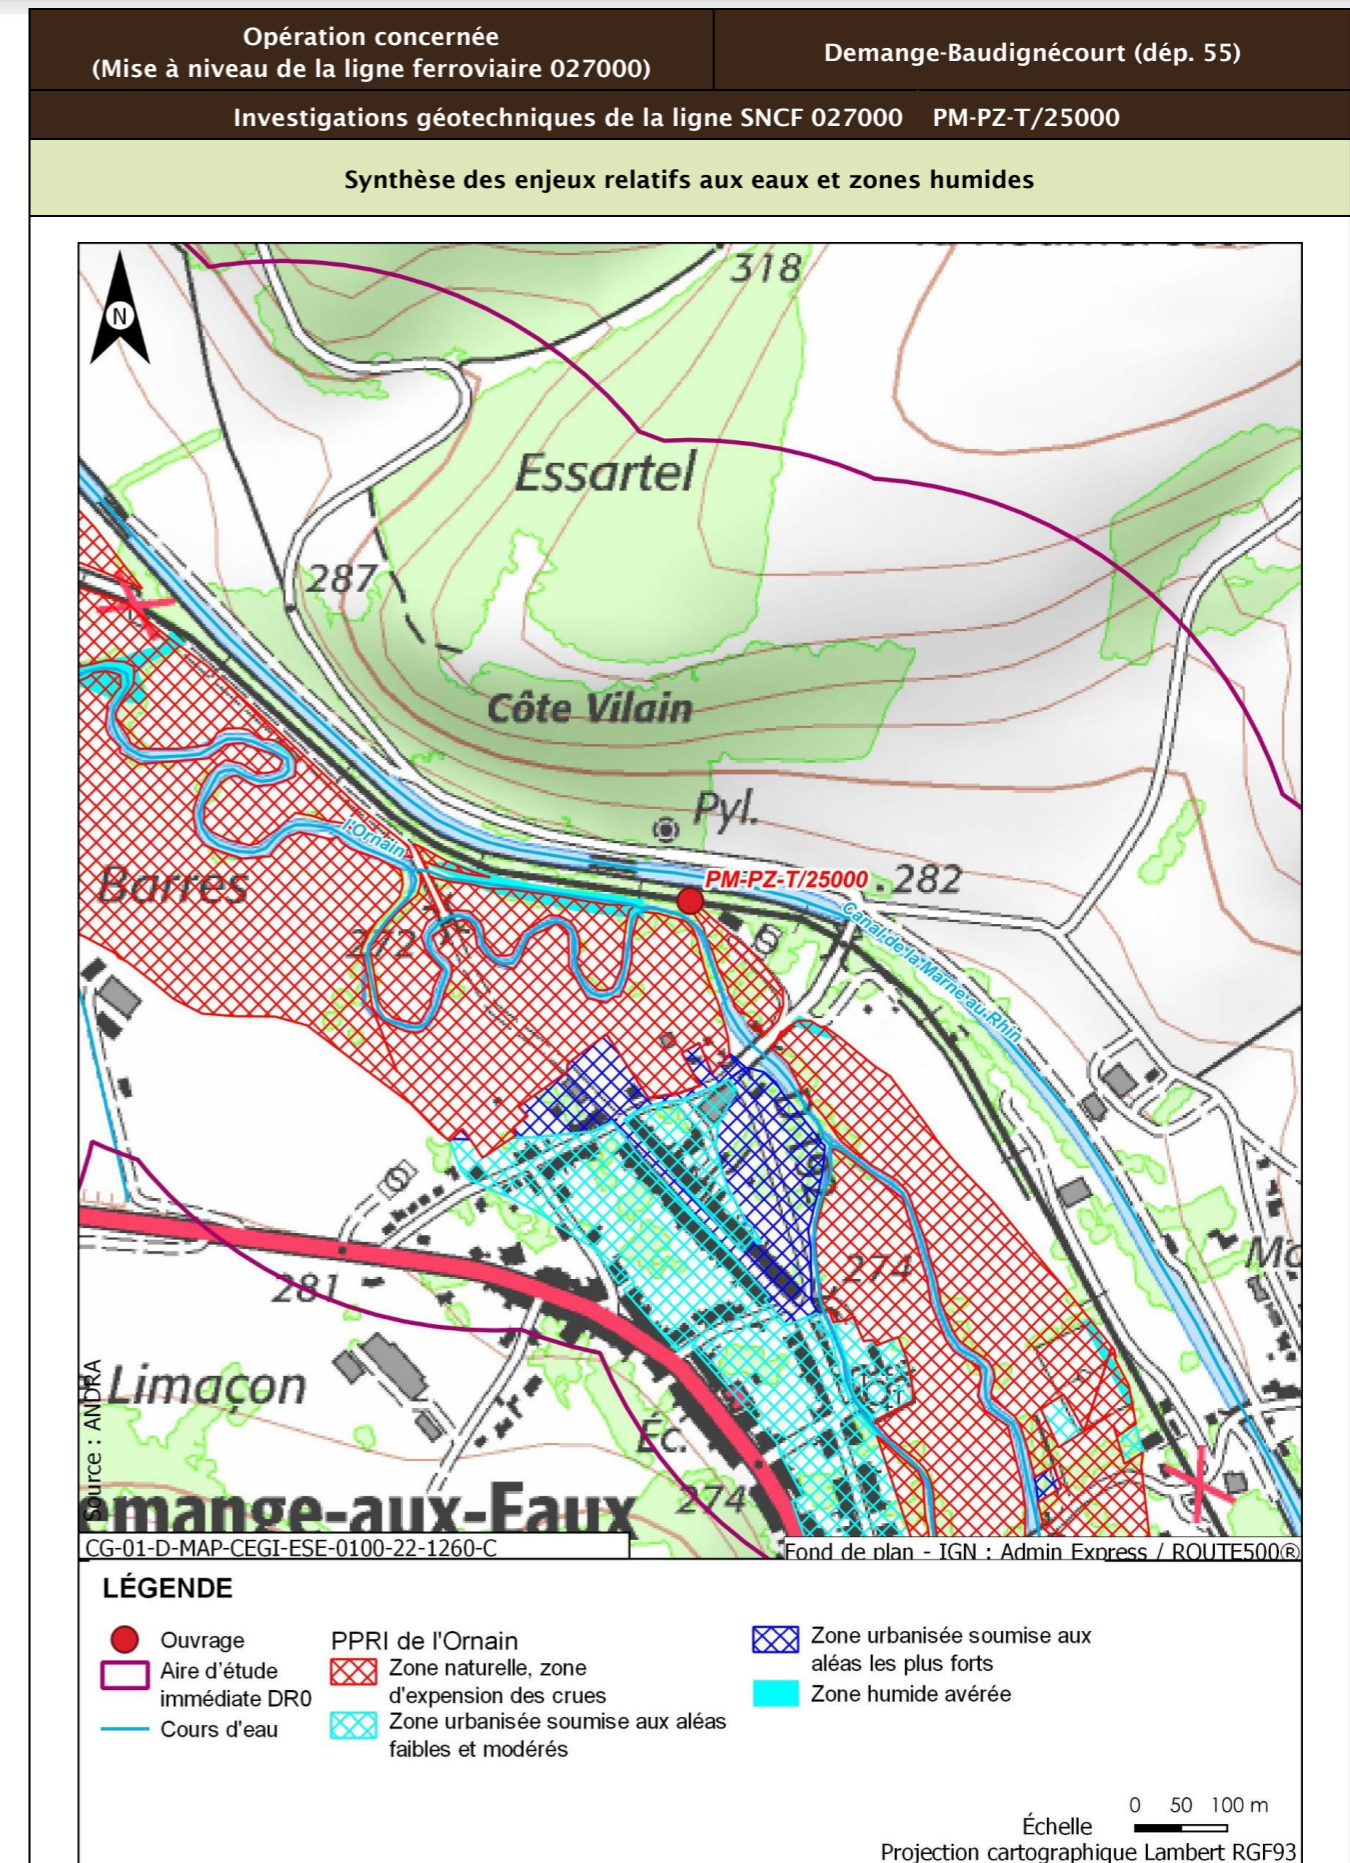 Opération concernée
(Mise à niveau de la ligne ferroviaire 027000)
Demange-Baudignécourt (dép. 55)
Investigations géotechniques de la ligne SNCF 027000 PM-PZ-T/25000
Synthèse des enjeux relatifs aux eaux et zones humides
N
318
Essartel
287
Côte Vilain
Pyl.
l'Ornain
PM-PZ-T/25000
282
Barres
272
Canal de la Marne au Rhin
274
281
Limaçon
Éc.
274
emange-aux-Eaux
Source : ANDRA
CG-01-D-MAP-CEGI-ESE-0100-22-1260-C
Fond de plan - IGN : Admin Express / ROUTE500®
LÉGENDE
Ouvrage
Aire d'étude
immédiate DR0
Cours d'eau
PPRI de l'Ornain
Zone naturelle, zone
d'expension des crues
Zone urbanisée soumise aux aléas
faibles et modérés
Zone urbanisée soumise aux
aléas les plus forts
Zone humide avérée
0 50 100 m
Échelle
Projection cartographique Lambert RGF93